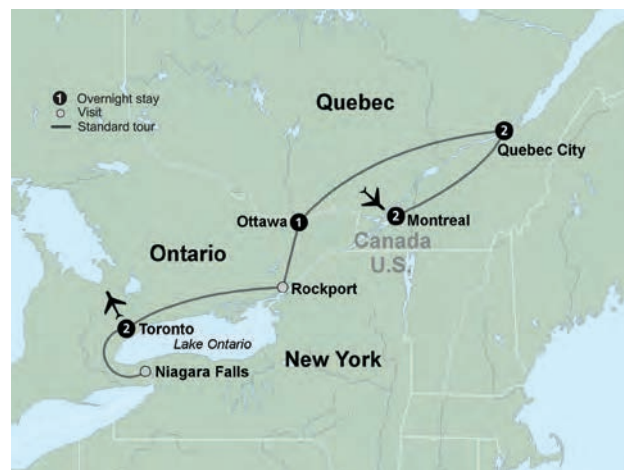 1 Overnight stay
Visit
Standard tour
Quebec
2
Quebec City
Ottawa 1
2 Montreal
Canada
U.S.
Ontario
Rockport
2 Toronto
Lake Ontario
New York
Niagara Falls